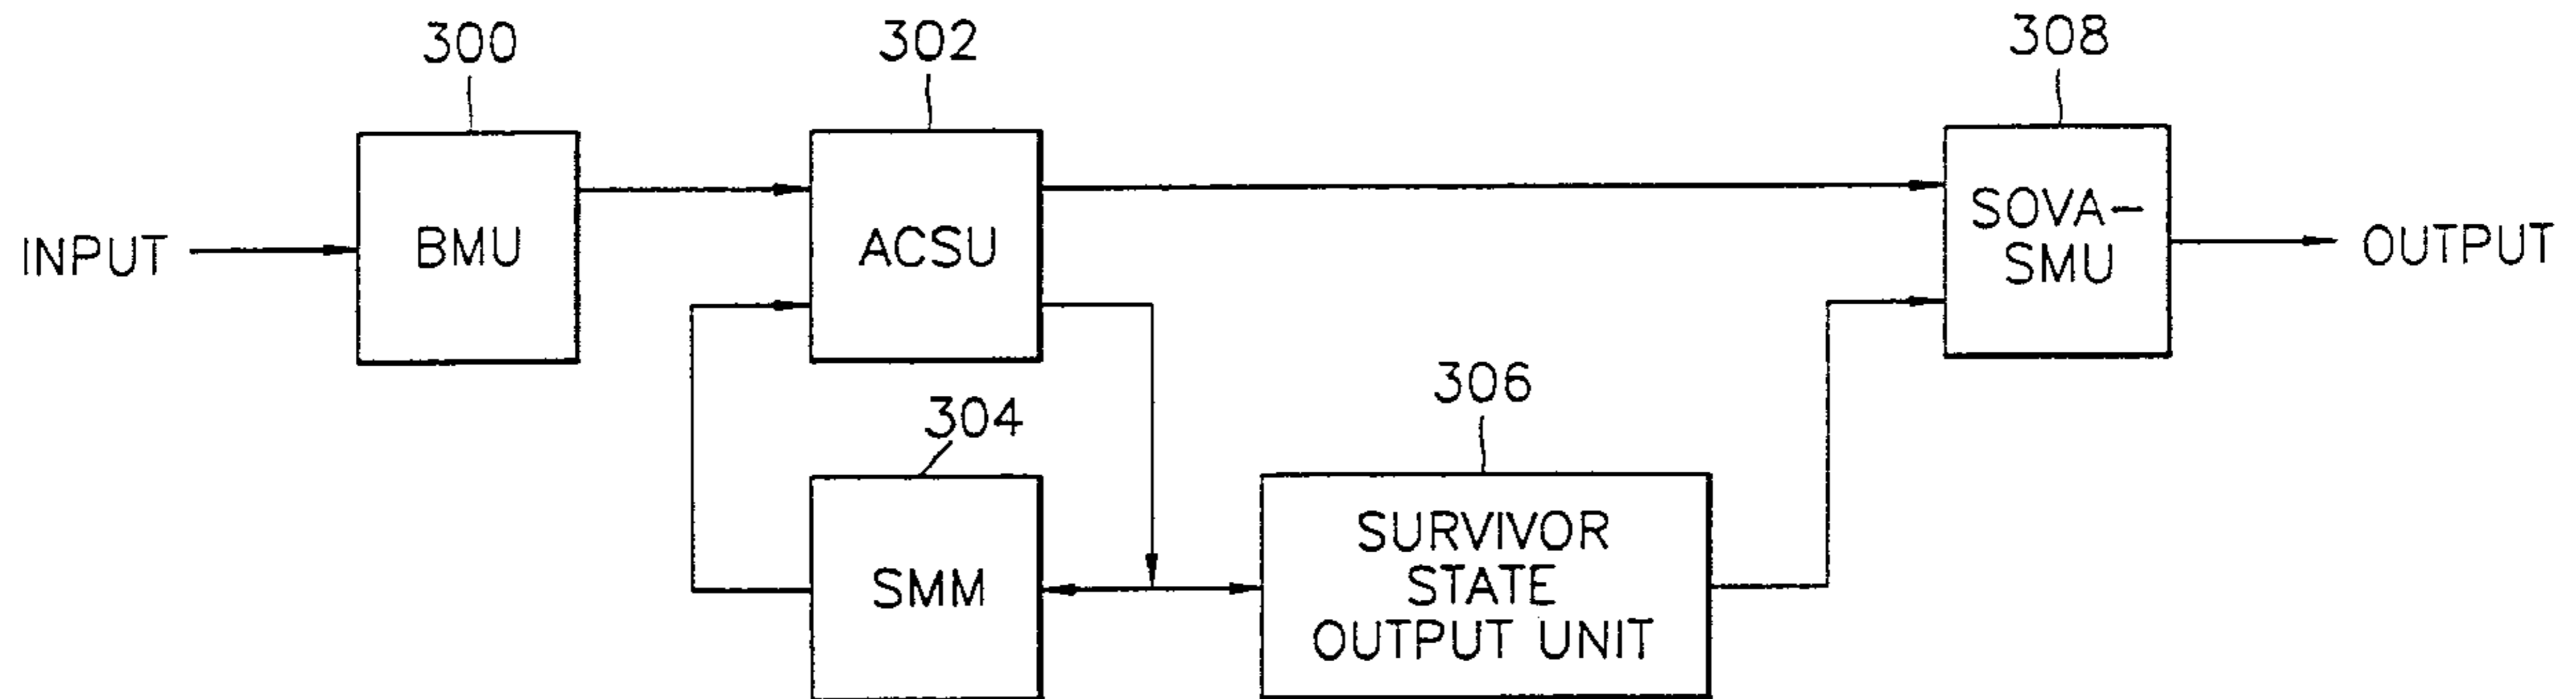 300
302
308
INPUT
BMU
ACSU
SOVA-
SMU
OUTPUT
304
306
SMM
SURVIVOR
STATE
OUTPUT UNIT